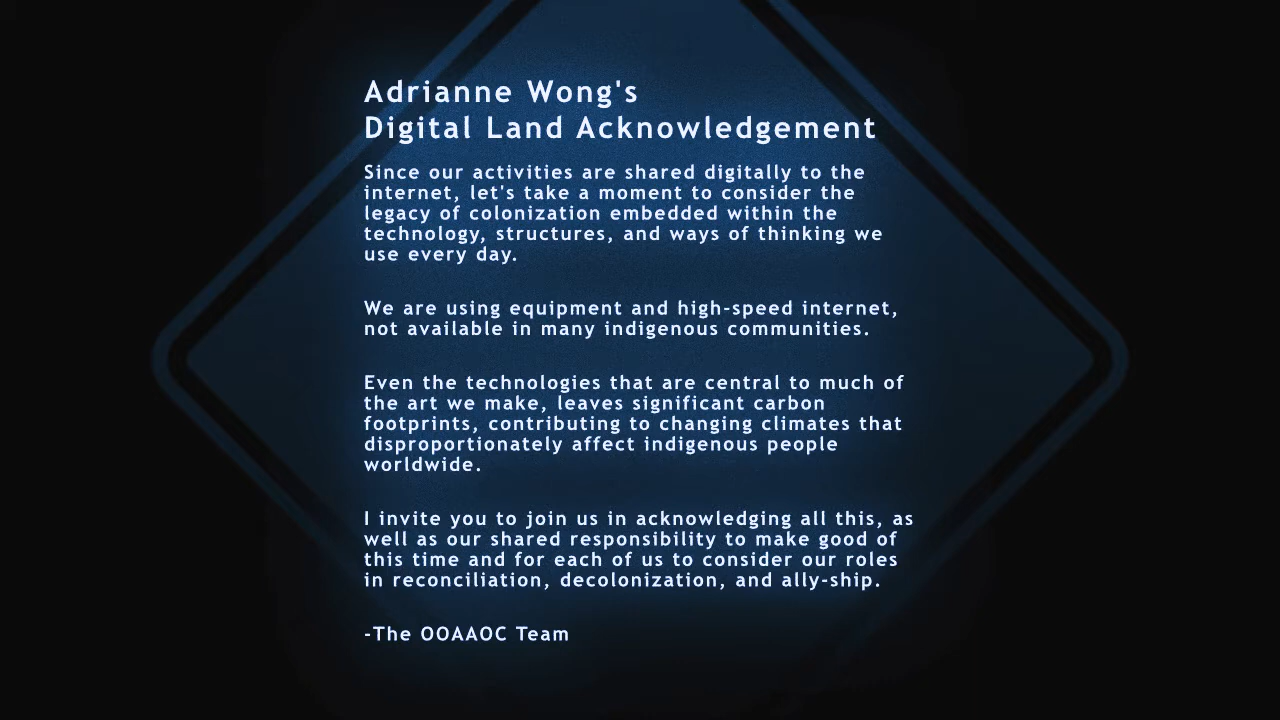 Adrianne Wong's
Digital Land Acknowledgement
Since our activities are shared digitally to the
internet, let's take a moment to consider the
legacy of colonization embedded within the
technology, structures, and ways of thinking we
use every day.
We are using equipment and high-speed internet,
not available in many indigenous communities.
Even the technologies that are central to much of
the art we make, leaves significant carbon
footprints, contributing to changing climates that
disproportionately affect indigenous people
worldwide.
I invite you to join us in acknowledging all this, as
well as our shared responsibility to make good of
this time and for each of us to consider our roles
in reconciliation, decolonization, and ally-ship.
-The OOAAOC Team